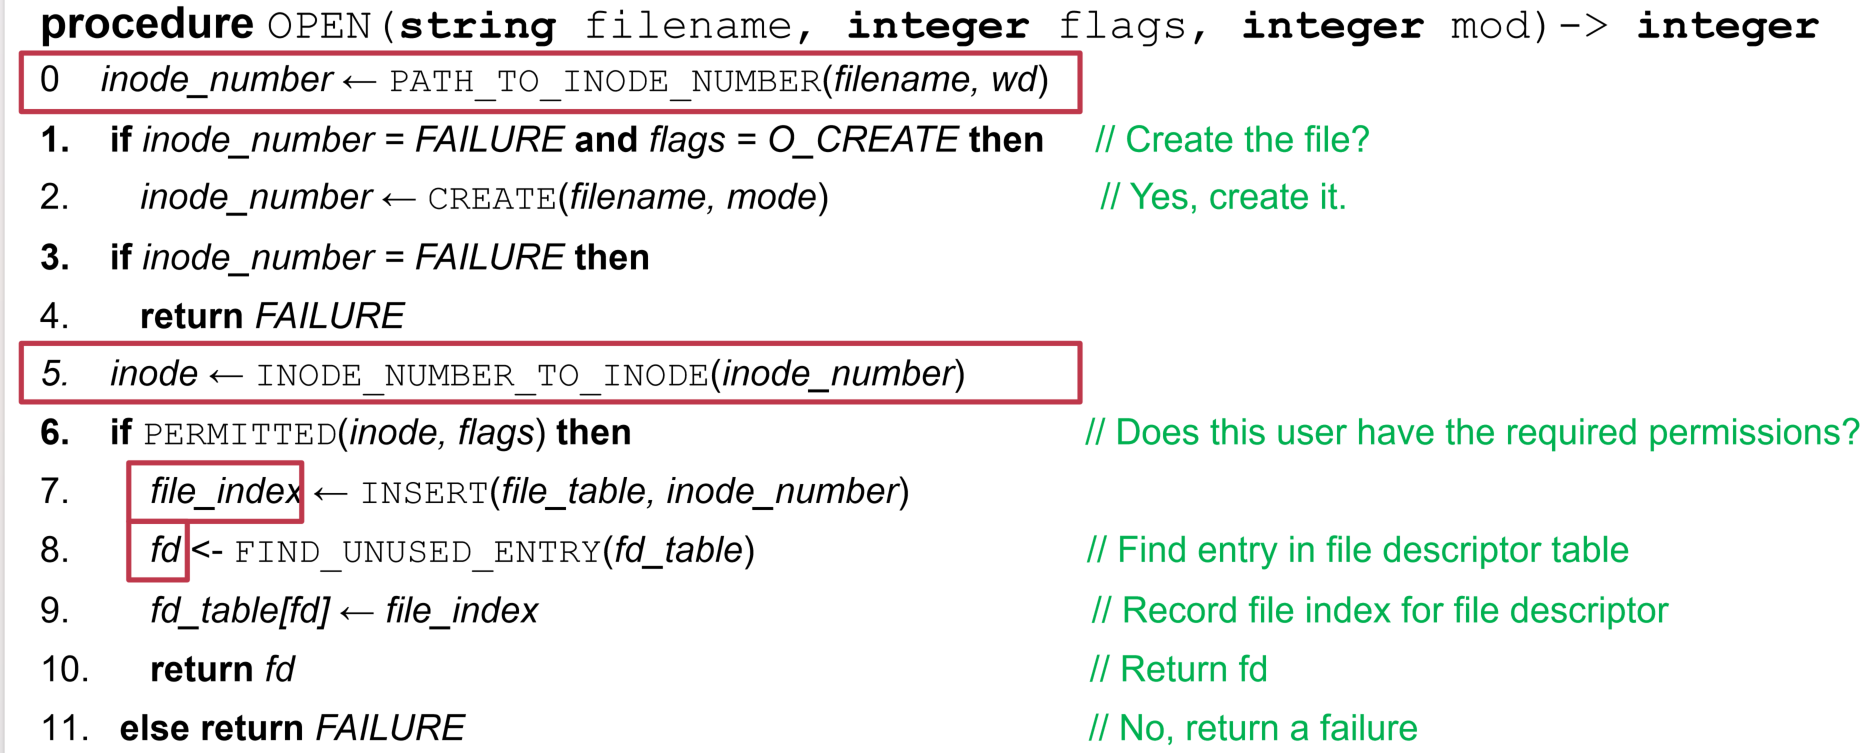 procedure OPEN(string filename, integer flags, integer mod)-> integer
0 inode_number ← PATH_TO_INODE_NUMBER(filename, wd)
1. if inode_number = FAILURE and flags = O_CREATE then // Create the file?
2. inode_number ← CREATE(filename, mode) // Yes, create it.
3. if inode_number = FAILURE then
4. return FAILURE
5. inode ← INODE_NUMBER_TO_INODE(inode_number)
6. if PERMITTED(inode, flags) then // Does this user have the required permissions?
7. file_index ← INSERT(file_table, inode_number)
8. fd <- FIND_UNUSED_ENTRY(fd_table) // Find entry in file descriptor table
9. fd_table[fd] ← file_index // Record file index for file descriptor
10. return fd // Return fd
11. else return FAILURE // No, return a failure